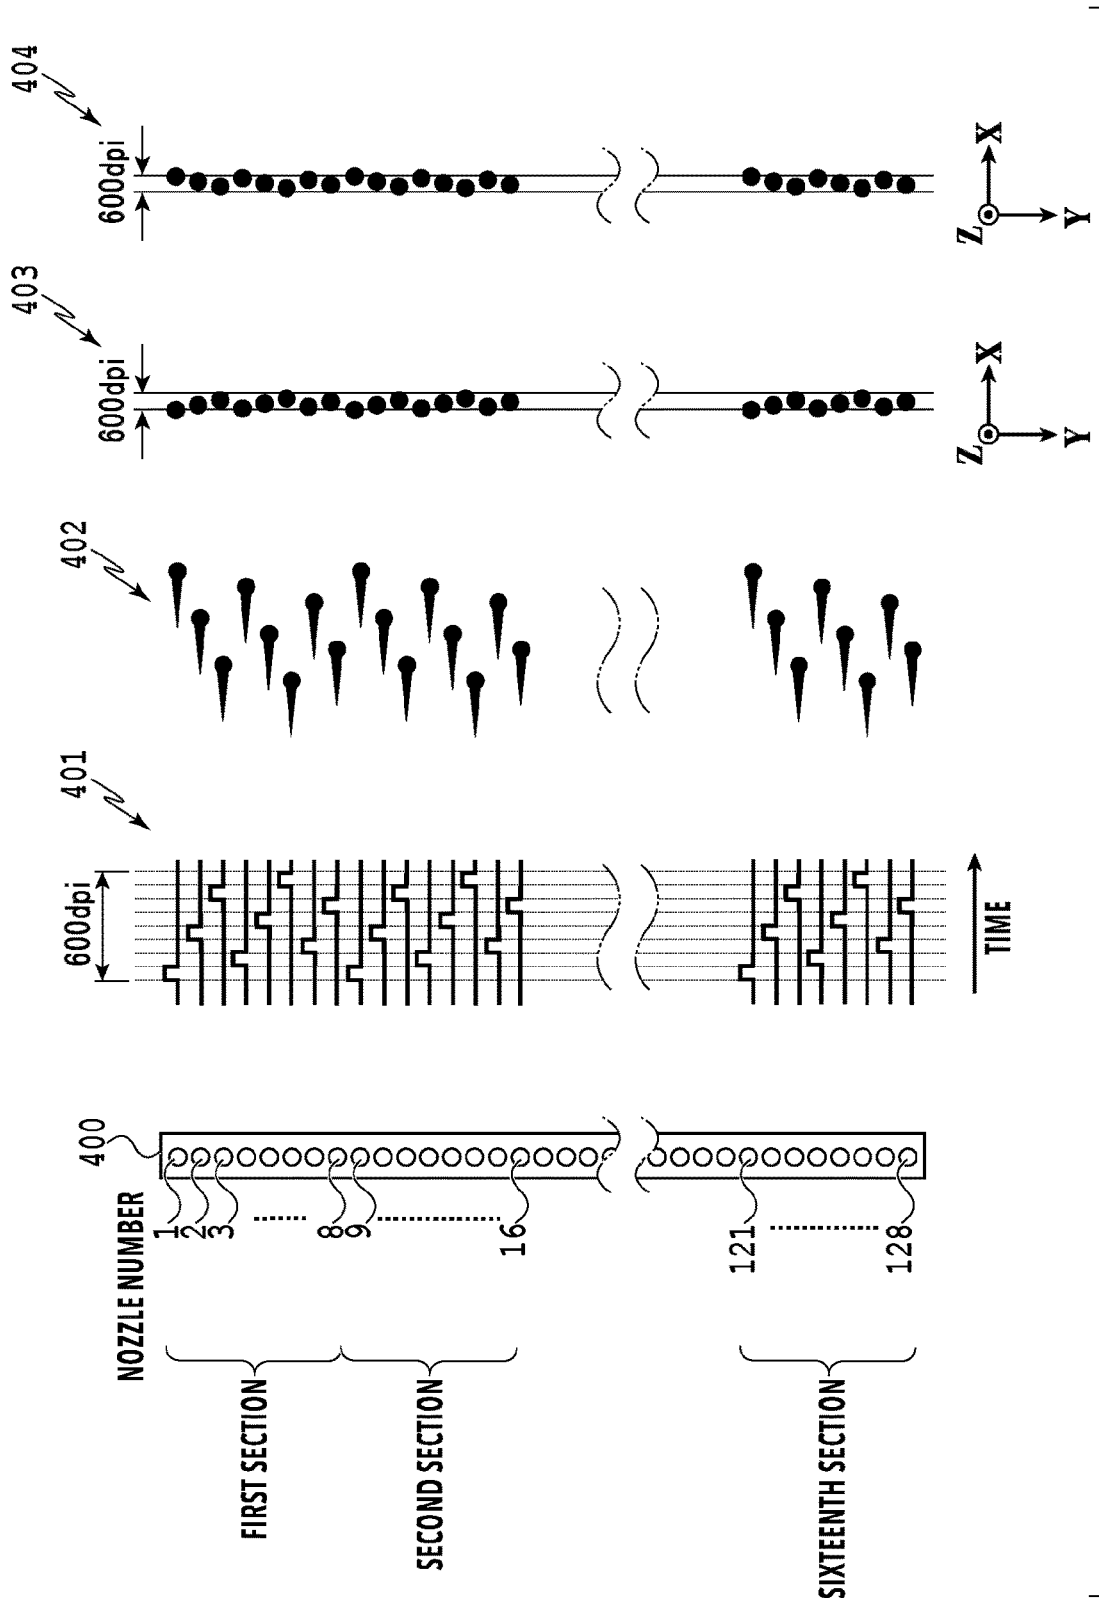 NOZZLE NUMBER
400
1
2
3
8
9
16
121
128
FIRST SECTION
SECOND SECTION
SIXTEENTH SECTION
401
600dpi
TIME
402
403
600dpi
Z
X
Y
404
600dpi
Z
X
Y